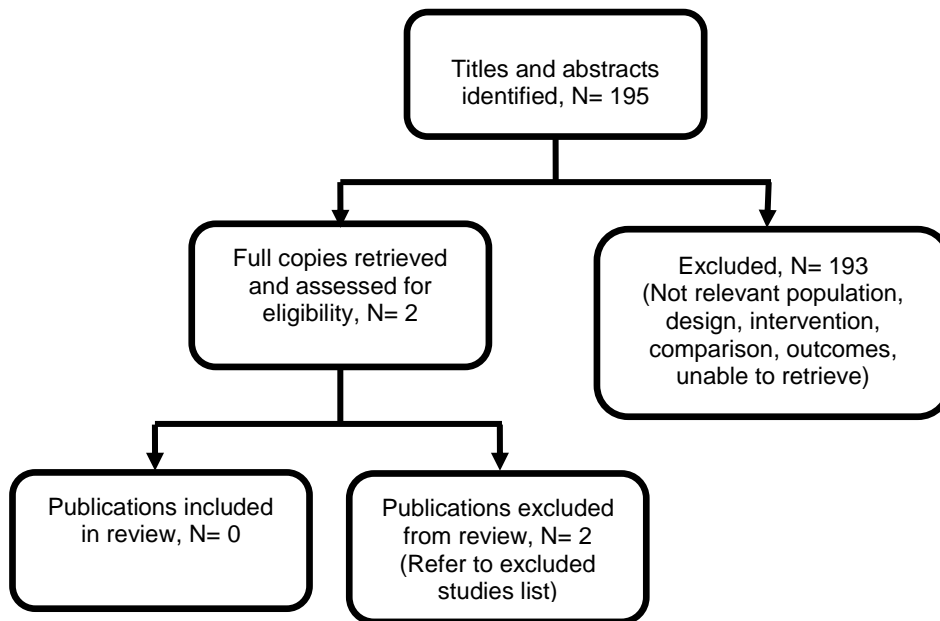 Titles and abstracts
identified, N= 195
Full copies retrieved
and assessed for
eligibility, N= 2
Excluded, N= 193
(Not relevant population,
design, intervention,
comparison, outcomes,
unable to retrieve)
Publications included
in review, N= 0
Publications excluded
from review, N= 2
(Refer to excluded
studies list)